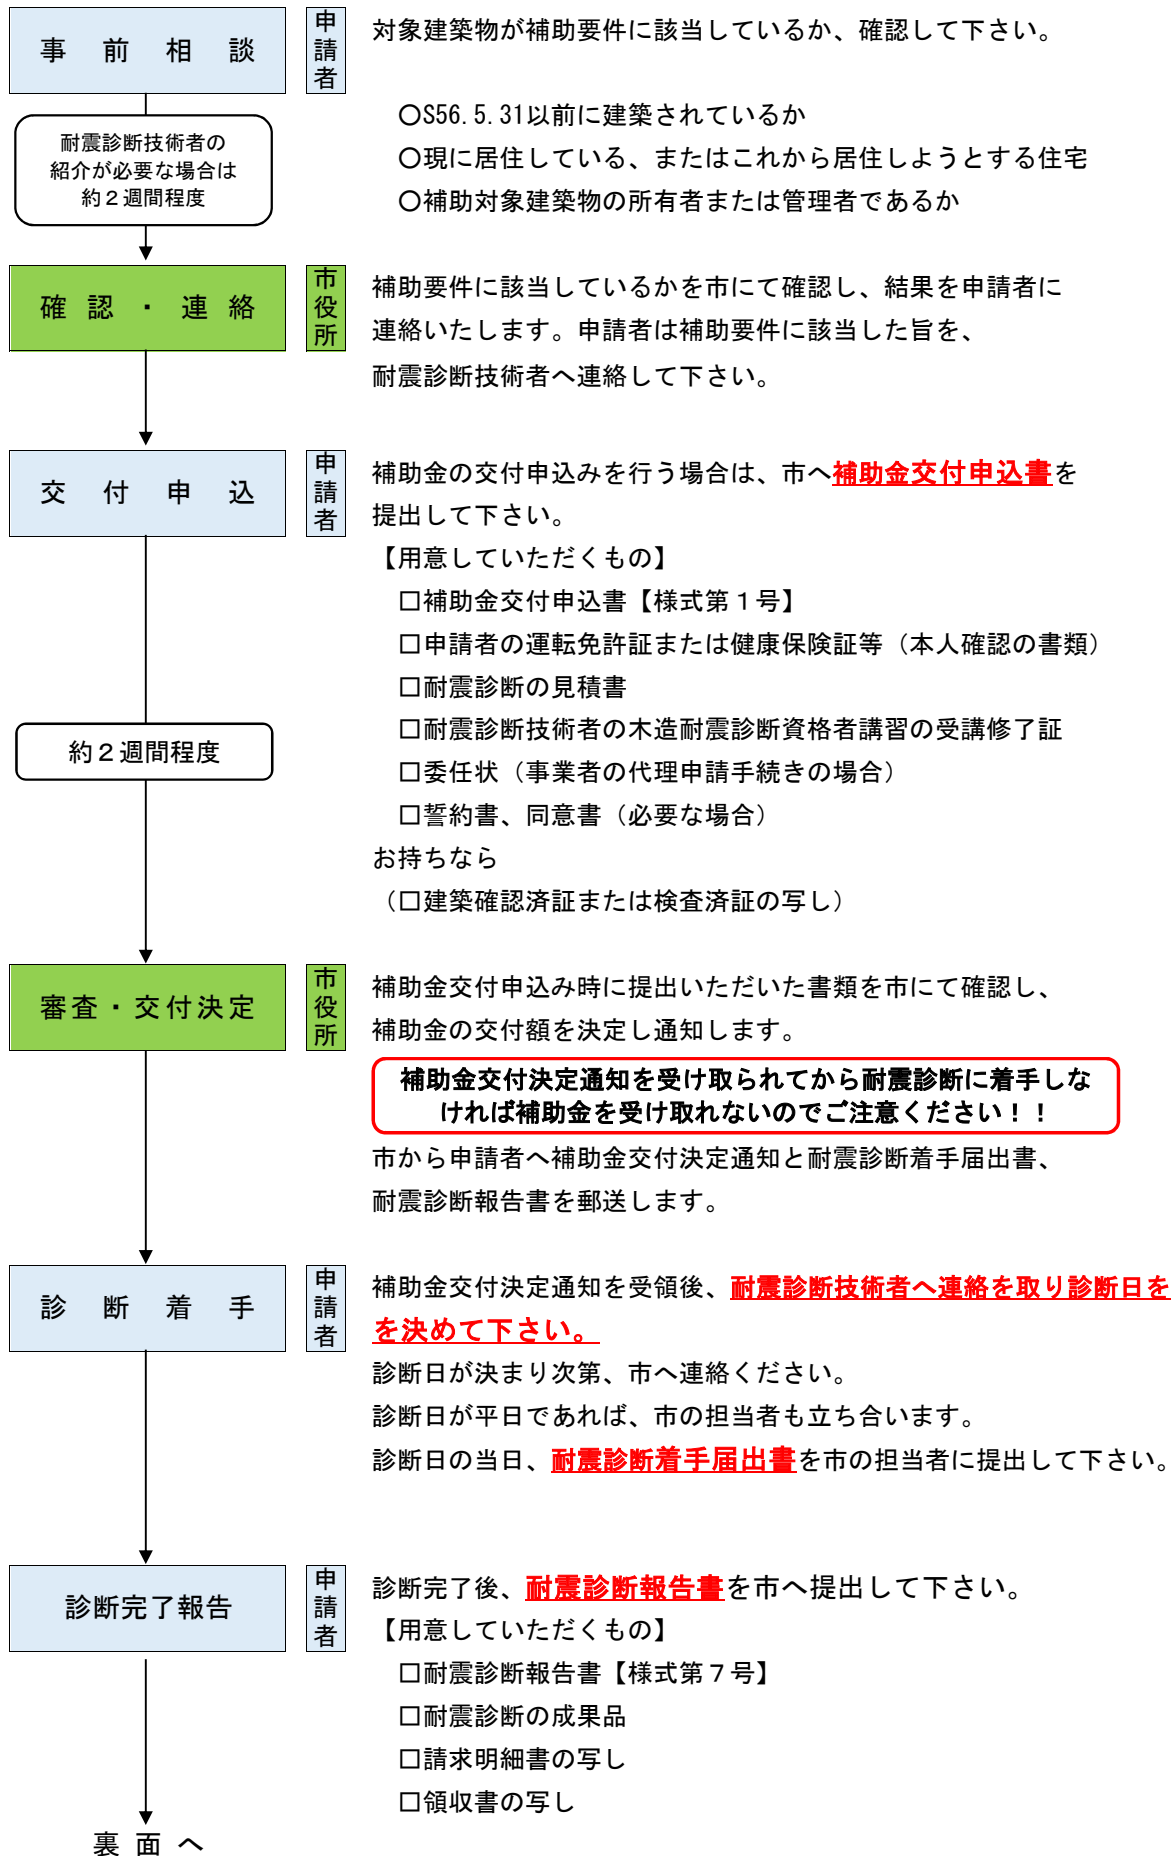 事前相談
申請者
対象建築物が補助要件に該当しているか、確認して下さい。
耐震診断技術者の
紹介が必要な場合は
約２週間程度
〇S56.5.31以前に建築されているか
〇現に居住している、またはこれから居住しようとする住宅
〇補助対象建築物の所有者または管理者であるか
確認・連絡
市役所
補助要件に該当しているかを市にて確認し、結果を申請者に
連絡いたします。申請者は補助要件に該当した旨を、
耐震診断技術者へ連絡して下さい。
交付申込
申請者
補助金の交付申込みを行う場合は、市へ補助金交付申込書を
提出して下さい。
【用意していただくもの】
□補助金交付申込書【様式第１号】
□申請者の運転免許証または健康保険証等（本人確認の書類）
□耐震診断の見積書
□耐震診断技術者の木造耐震診断資格者講習の受講修了証
□委任状（事業者の代理申請手続きの場合）
□誓約書、同意書（必要な場合）
お持ちなら
（□建築確認済証または検査済証の写し）
約２週間程度
審査・交付決定
市役所
補助金交付申込み時に提出いただいた書類を市にて確認し、
補助金の交付額を決定し通知します。
補助金交付決定通知を受け取られてから耐震診断に着手しな
ければ補助金を受け取れないのでご注意ください！！
市から申請者へ補助金交付決定通知と耐震診断着手届出書、
耐震診断報告書を郵送します。
診断着手
申請者
補助金交付決定通知を受領後、耐震診断技術者へ連絡を取り診断日を
を決めて下さい。
診断日が決まり次第、市へ連絡ください。
診断日が平日であれば、市の担当者も立ち合います。
診断日の当日、耐震診断着手届出書を市の担当者に提出して下さい。
診断完了報告
申請者
診断完了後、耐震診断報告書を市へ提出して下さい。
【用意していただくもの】
□耐震診断報告書【様式第７号】
□耐震診断の成果品
□請求明細書の写し
□領収書の写し
裏面へ